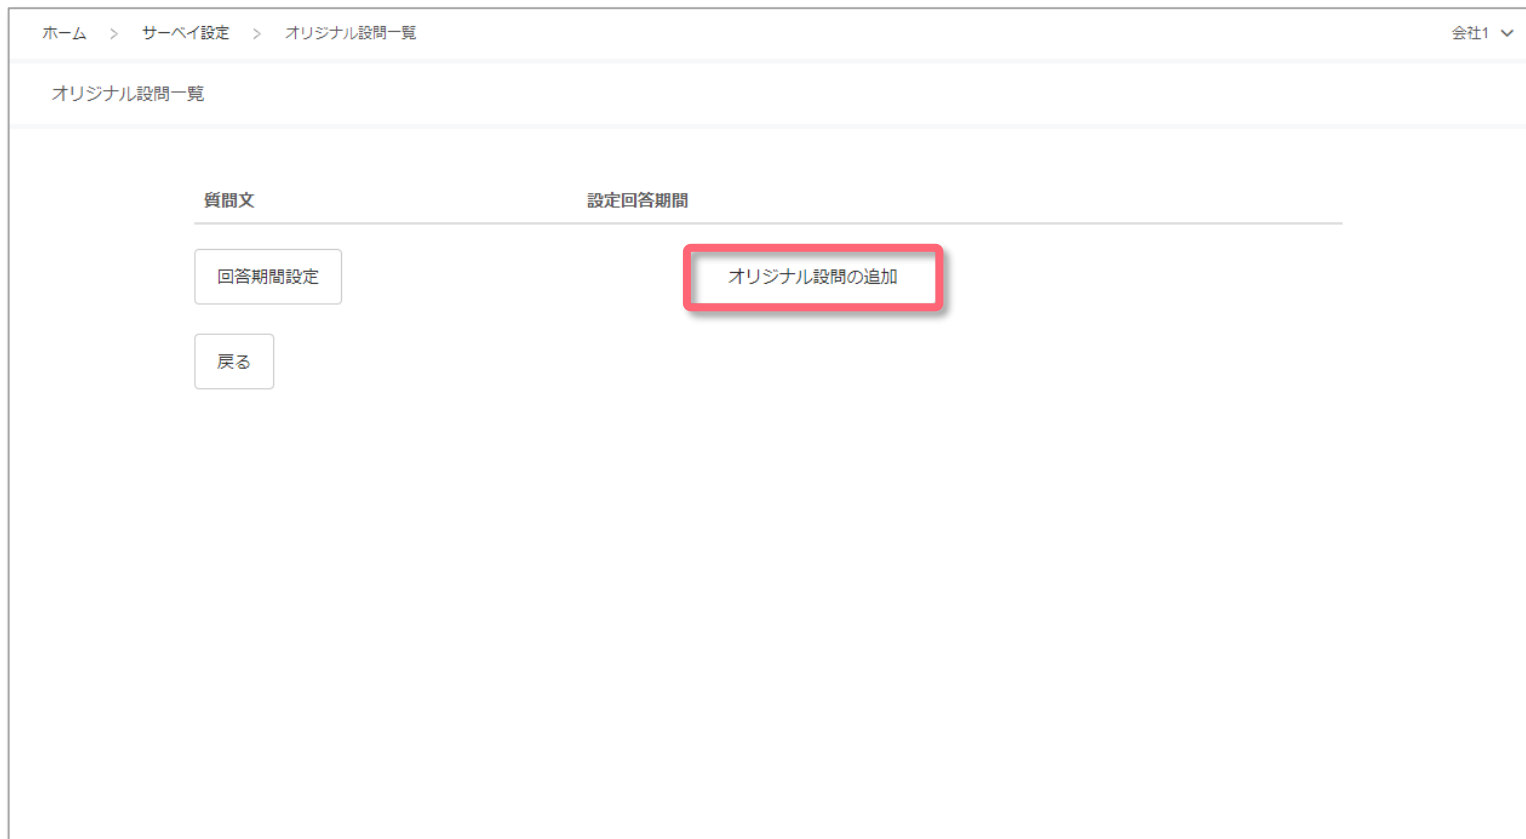 ホーム > サーベイ設定 > オリジナル設問一覧 会社1
オリジナル設問一覧
質問文 設定回答期間
回答期間設定 オリジナル設問の追加
戻る